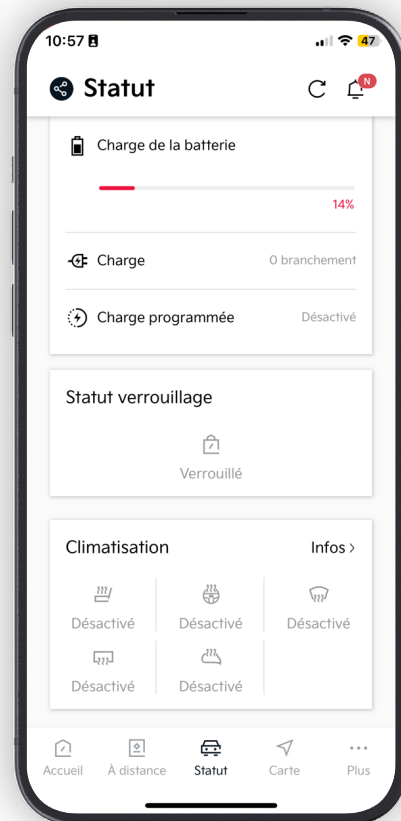 10:57
47
Statut
N
Charge de la batterie
14%
Charge
0 branchement
Charge programmée
Désactivé
Statut verrouillage
Verrouillé
Climatisation
Infos >
Désactivé
Désactivé
Désactivé
Désactivé
Désactivé
Accueil
À distance
Statut
Carte
Plus